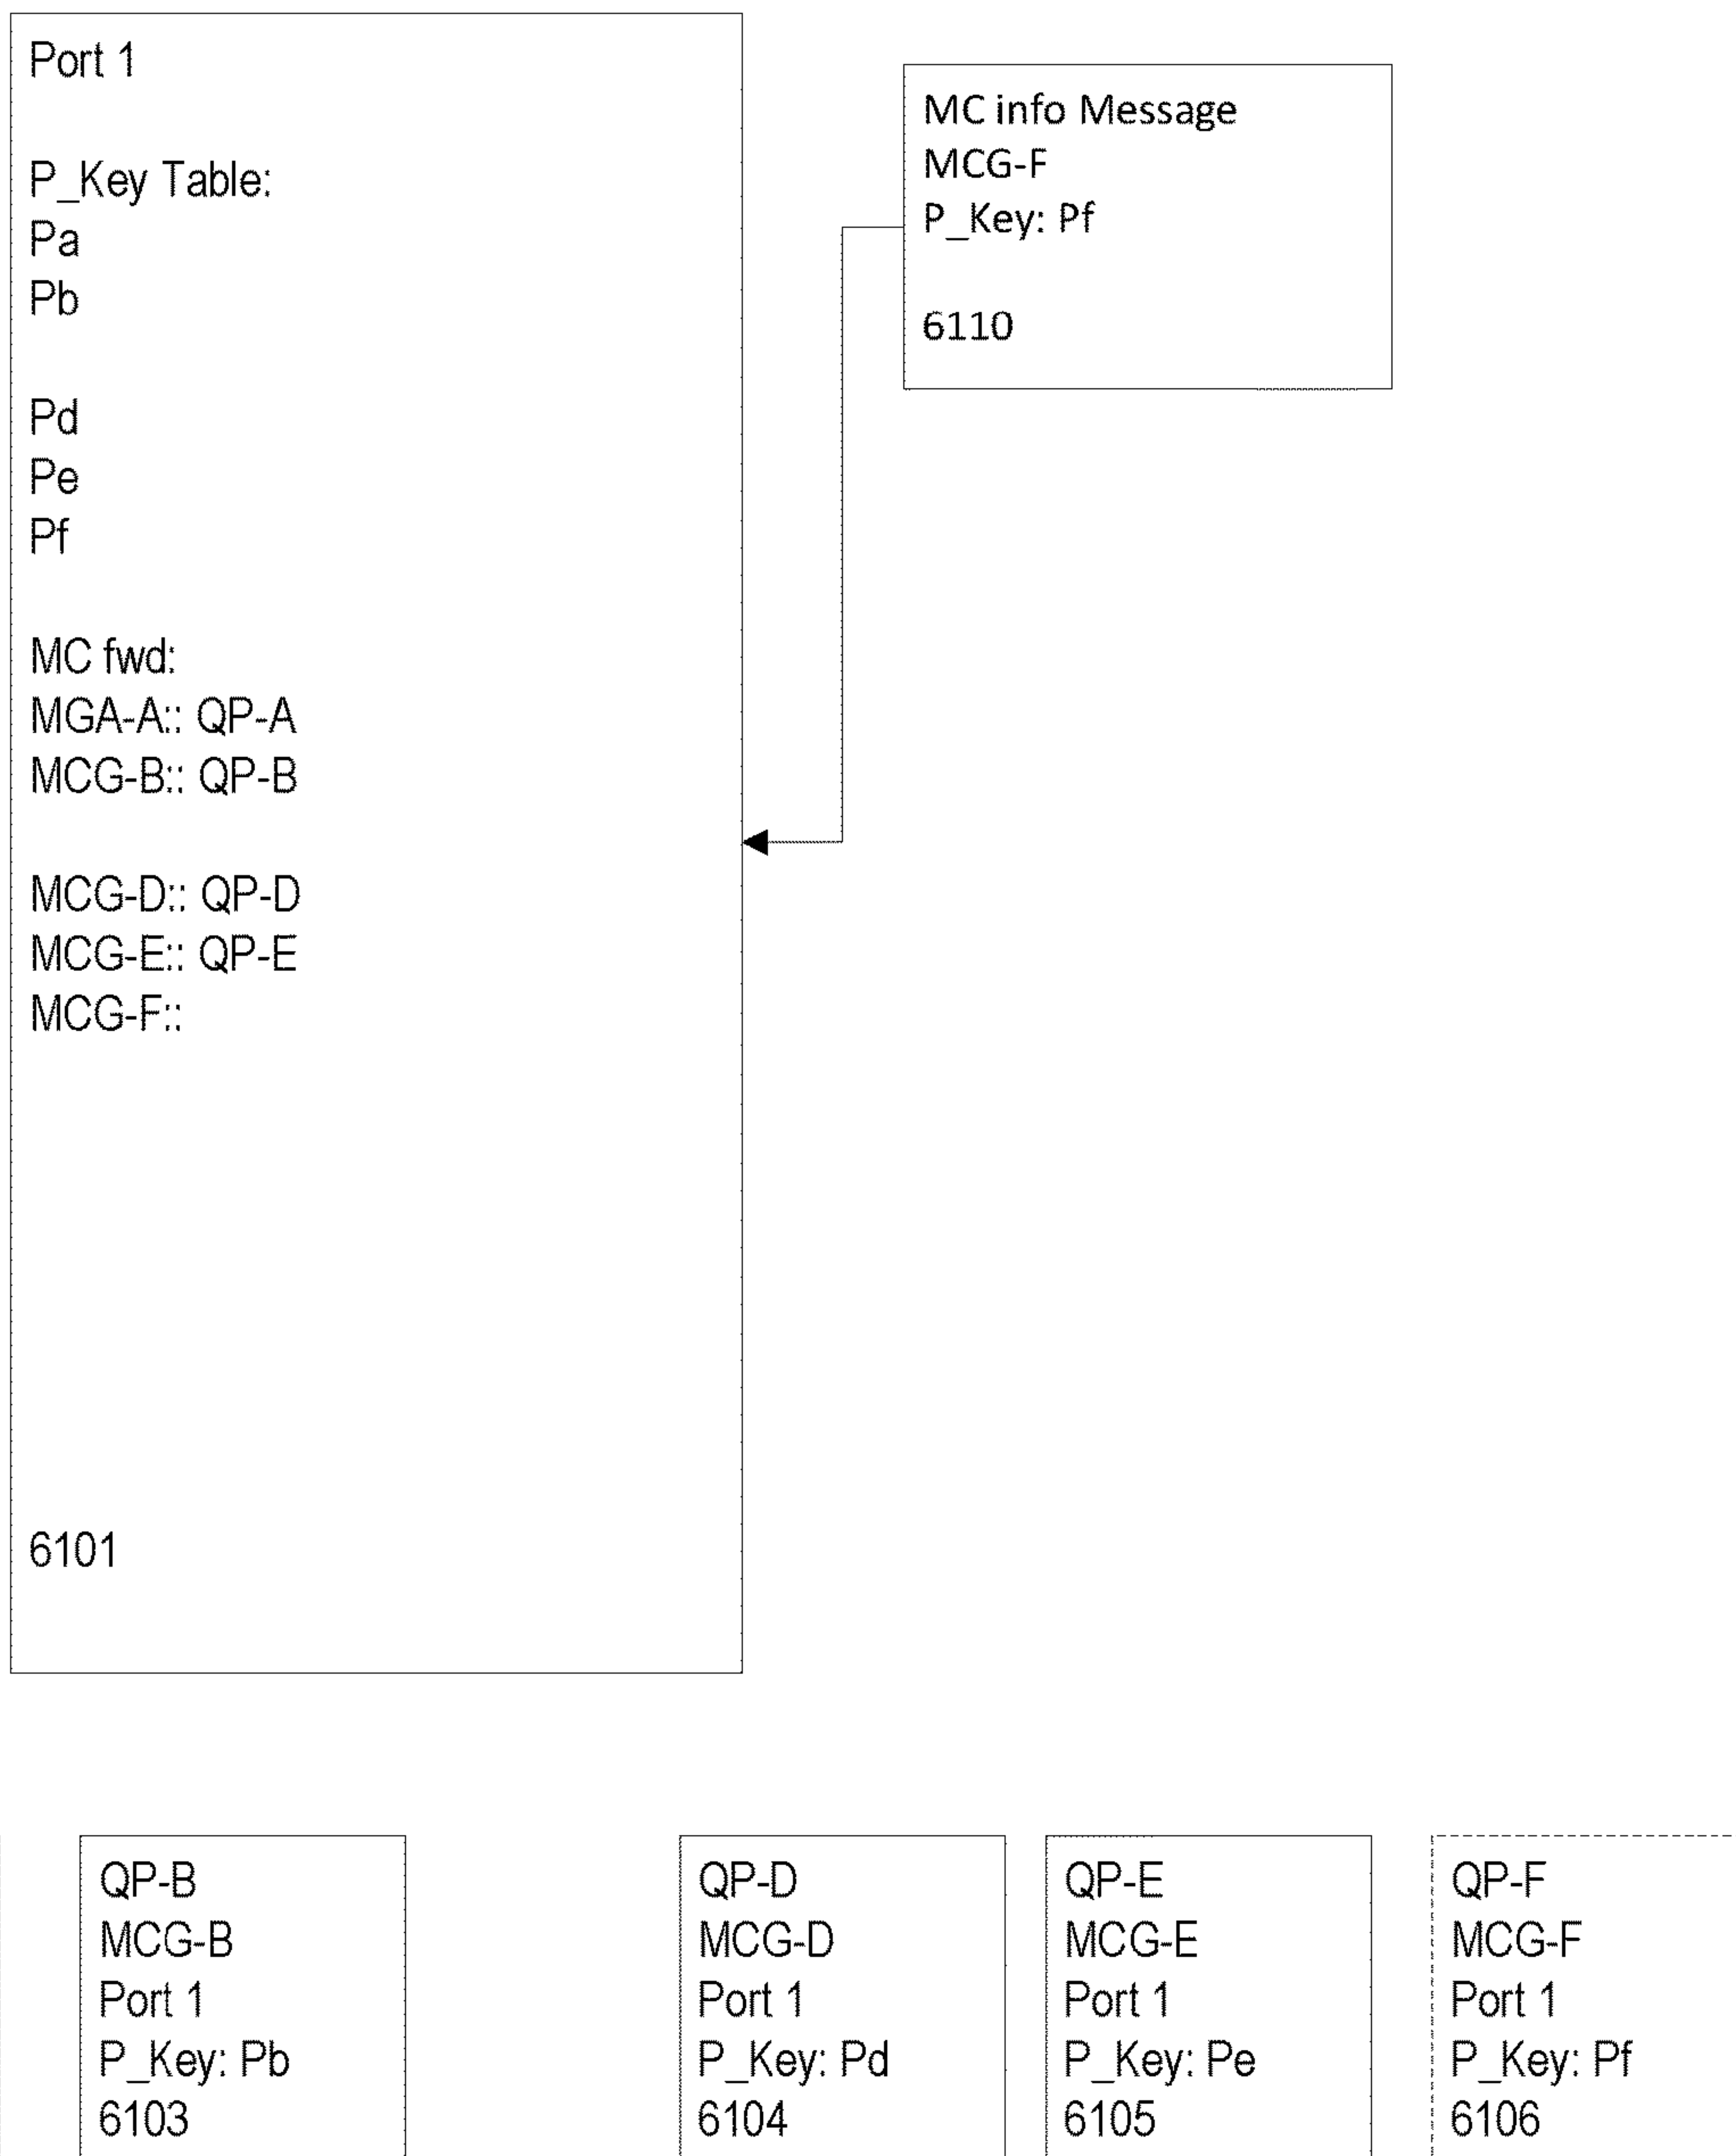 Port 1
P_Key Table:
Pa
Pb
Pd
Pe
Pf
MC fwd:
MGA-A:: QP-A
MCG-B:: QP-B
MCG-D:: QP-D
MCG-E:: QP-E
MCG-F::
6101
MC info Message
MCG-F
P_Key: Pf
6110
QP-B
MCG-B
Port 1
P_Key: Pb
6103
QP-D
MCG-D
Port 1
P_Key: Pd
6104
QP-E
MCG-E
Port 1
P_Key: Pe
6105
QP-F
MCG-F
Port 1
P_Key: Pf
6106